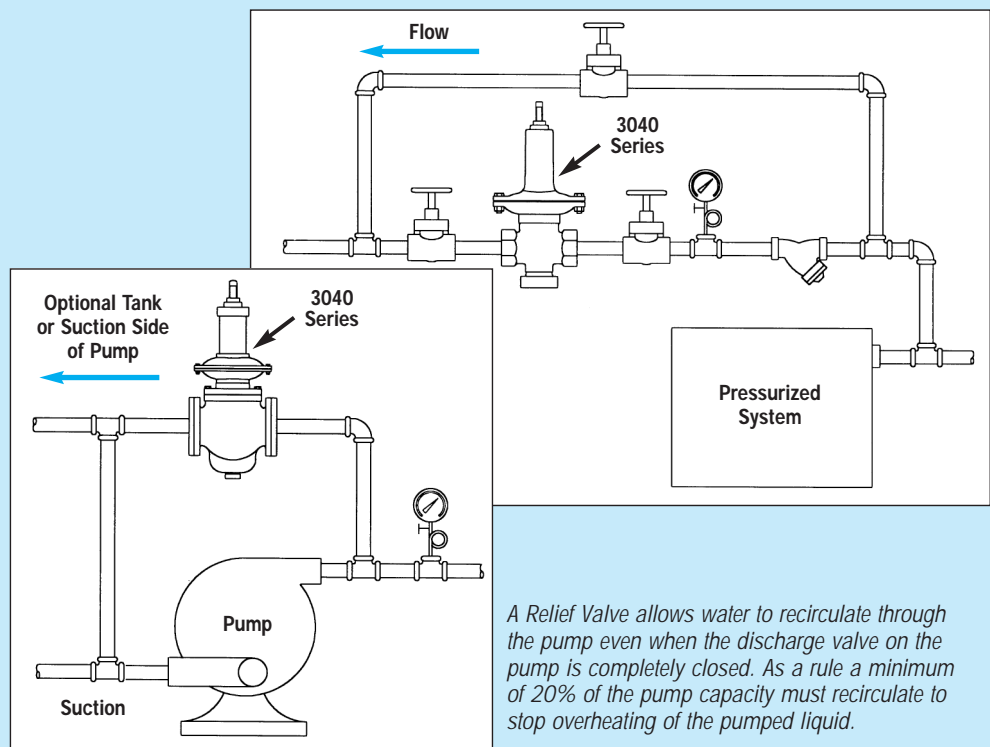 Flow
3040
Series
Pressurized
System
Optional Tank
or Suction Side
of Pump
3040
Series
Pump
Suction
A Relief Valve allows water to recirculate through
the pump even when the discharge valve on the
pump is completely closed. As a rule a minimum
of 20% of the pump capacity must recirculate to
stop overheating of the pumped liquid.